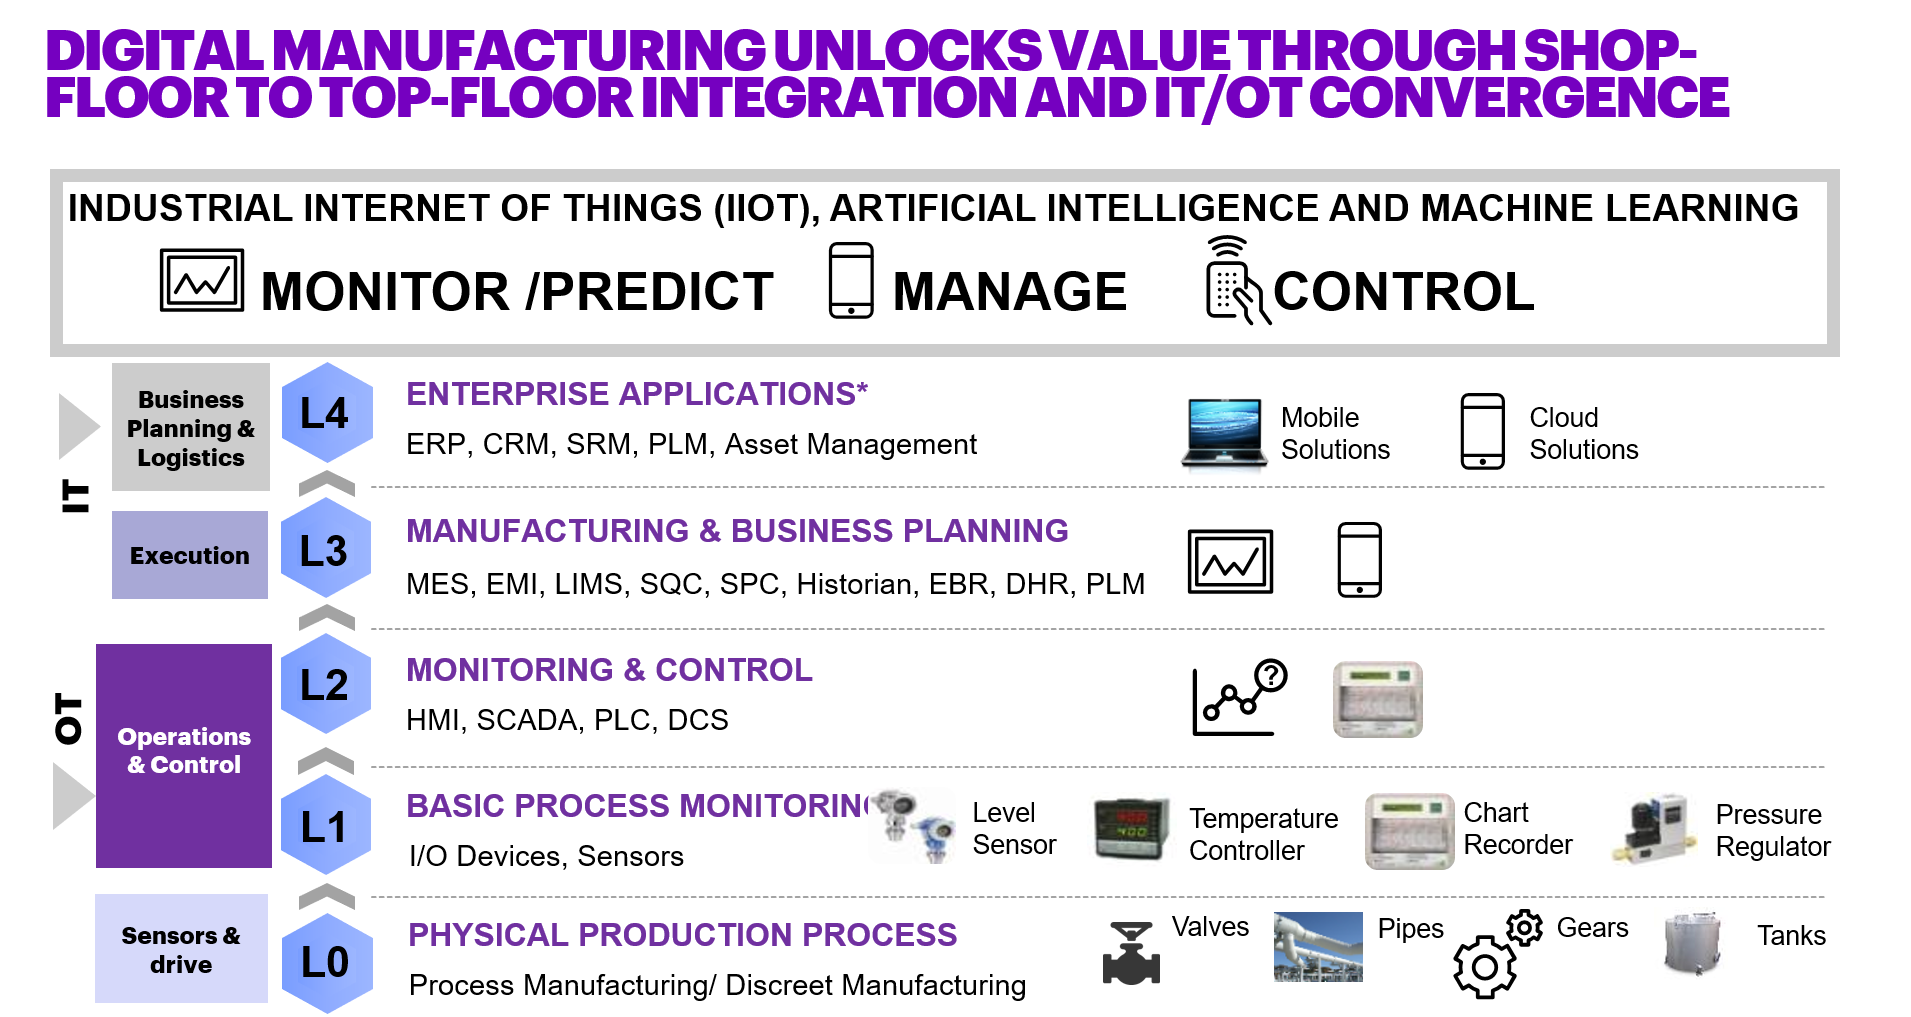 DIGITAL MANUFACTURING UNLOCKS VALUE THROUGH SHOP-
FLOOR TO TOP-FLOOR INTEGRATION AND IT/OT CONVERGENCE
INDUSTRIAL INTERNET OF THINGS (IIOT), ARTIFICIAL INTELLIGENCE AND MACHINE LEARNING
MONITOR /PREDICT
MANAGE
CONTROL
IT
Business
Planning &
Logistics
L4
ENTERPRISE APPLICATIONS*
ERP, CRM, SRM, PLM, Asset Management
Mobile
Solutions
Cloud
Solutions
Execution
L3
MANUFACTURING & BUSINESS PLANNING
MES, EMI, LIMS, SQC, SPC, Historian, EBR, DHR, PLM
OT
Operations
& Control
L2
MONITORING & CONTROL
HMI, SCADA, PLC, DCS
?
L1
BASIC PROCESS MONITORING
I/O Devices, Sensors
Level
Sensor
400
Temperature
Controller
Chart
Recorder
Pressure
Regulator
Sensors &
drive
L0
PHYSICAL PRODUCTION PROCESS
Process Manufacturing/ Discreet Manufacturing
Valves
Pipes
Gears
Tanks